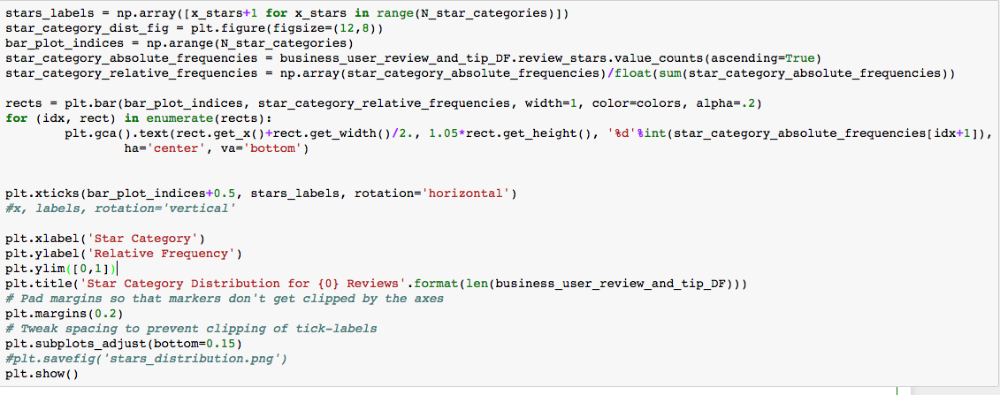 stars_labels = np.array([x_stars+1 for x_stars in range(N_star_categories)])
star_category_dist_fig = plt.figure(figsize=(12,8))
bar_plot_indices = np.arange(N_star_categories)
star_category_absolute_frequencies = business_user_review_and_tip_DF.review_stars.value_counts(ascending=True)
star_category_relative_frequencies = np.array(star_category_absolute_frequencies)/float(sum(star_category_absolute_frequencies))
rects = plt.bar(bar_plot_indices, star_category_relative_frequencies, width=1, color=colors, alpha=.2)
for (idx, rect) in enumerate(rects):
        plt.gca().text(rect.get_x()+rect.get_width()/2., 1.05*rect.get_height(), '%d'%int(star_category_absolute_frequencies[idx+1]),
                ha='center', va='bottom')
plt.xticks(bar_plot_indices+0.5, stars_labels, rotation='horizontal')
#x, labels, rotation='vertical'
plt.xlabel('Star Category')
plt.ylabel('Relative Frequency')
plt.ylim([0,1])
plt.title('Star Category Distribution for {0} Reviews'.format(len(business_user_review_and_tip_DF)))
# Pad margins so that markers don't get clipped by the axes
plt.margins(0.2)
# Tweak spacing to prevent clipping of tick-labels
plt.subplots_adjust(bottom=0.15)
#plt.savefig('stars_distribution.png')
plt.show()